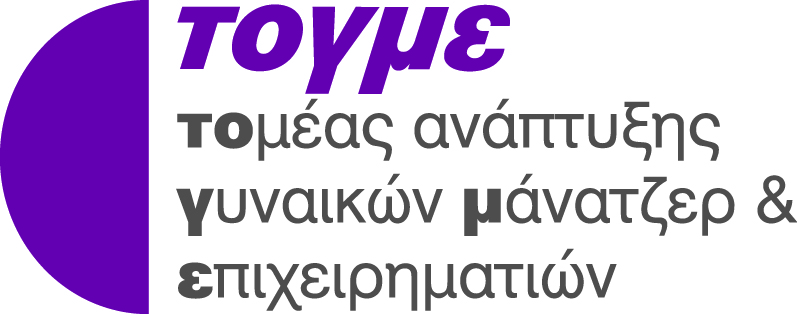 τογμε
τομέας ανάπτυξης
γυναικών μάνατζερ &
επιχειρηματιών